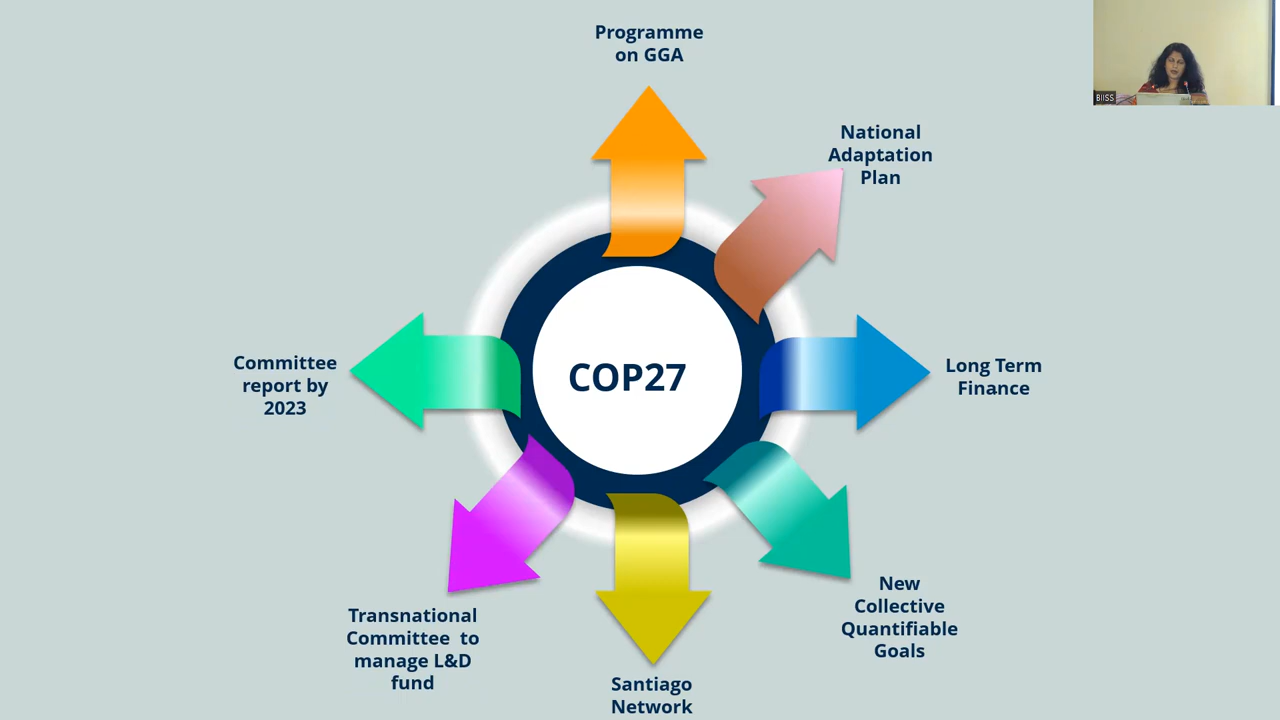 Programme
on GGA
BIISS
National
Adaptation
Plan
Committee
report by
2023
COP27
Long Term
Finance
New
Collective
Quantifiable
Goals
Transnational
Committee to
manage L&D
fund
Santiago
Network